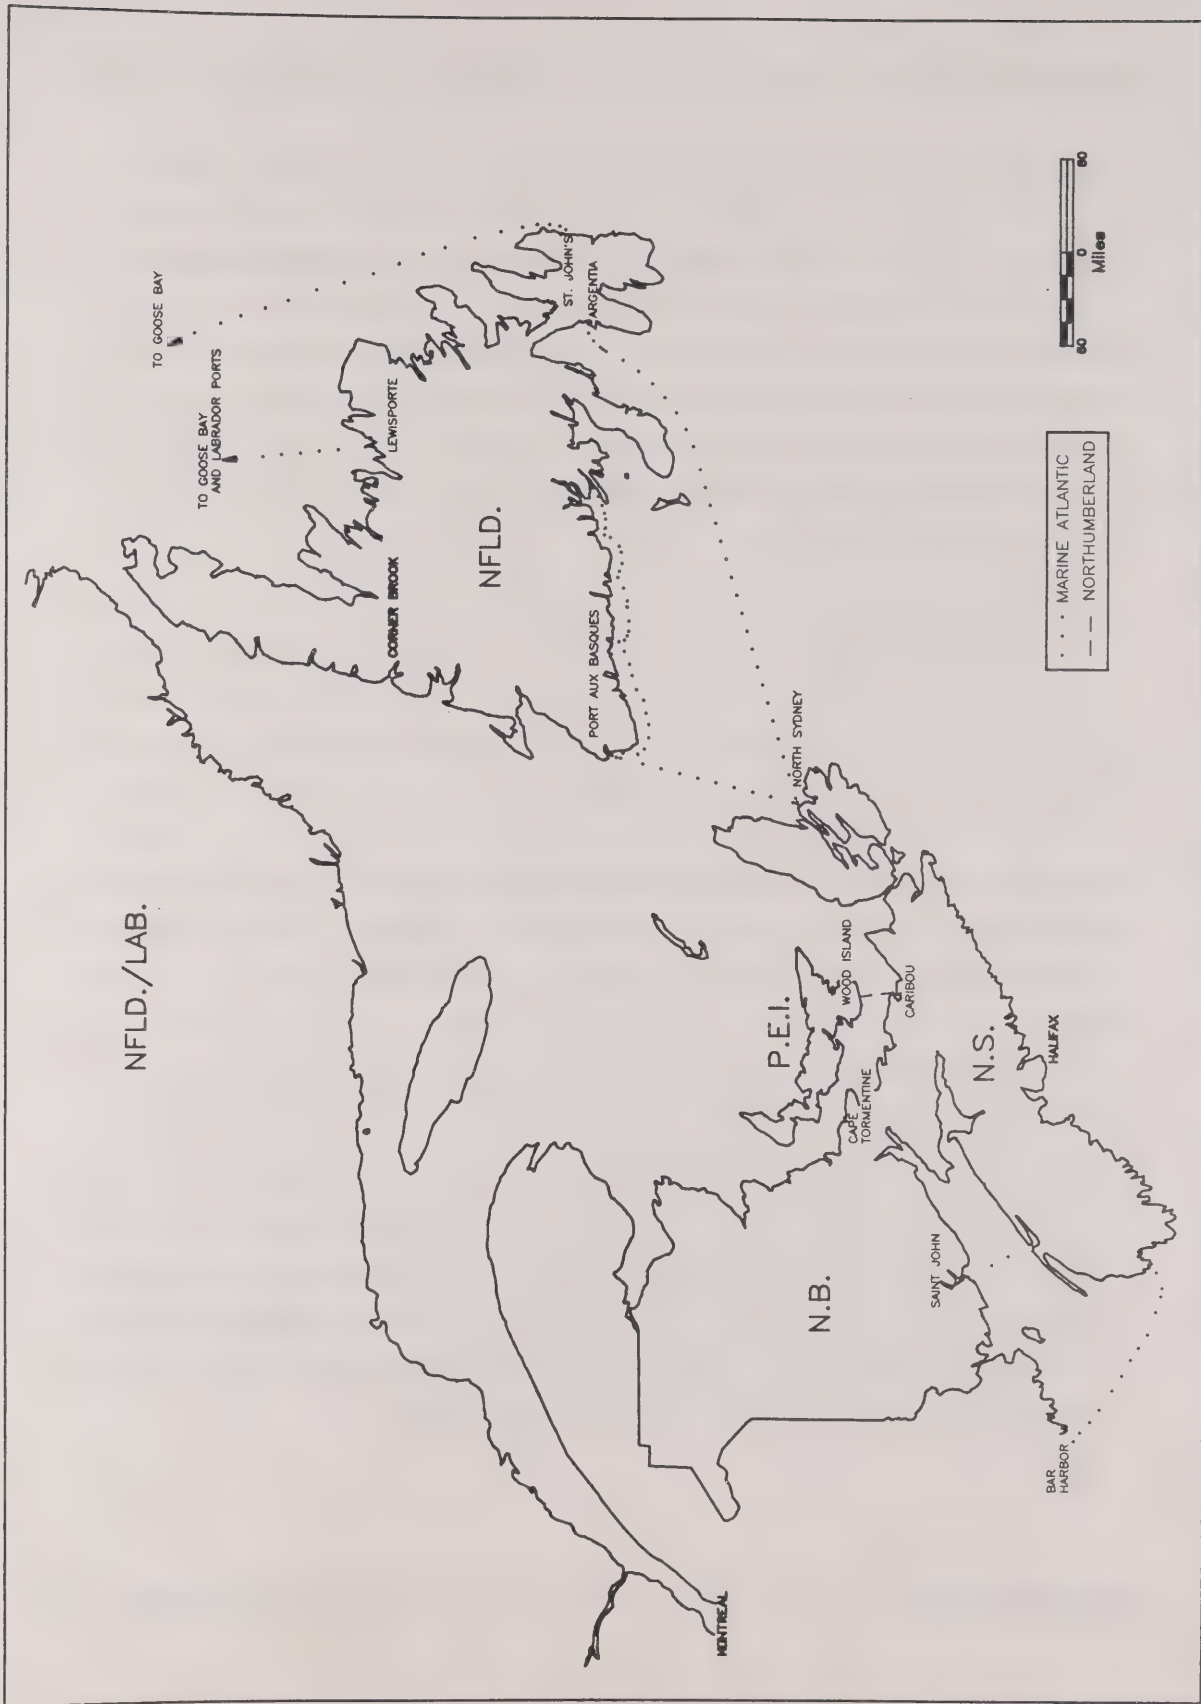 NFLD./LAB.
TO GOOSE BAY
TO GOOSE BAY
AND LABRADOR PORTS
LEWISPORTE
CORNER BROOK
ST. JOHN'S
ARGENTIA
NFLD.
PORT AUX BASQUES
NORTH SYDNEY
P.E.I.
WOOD ISLAND
CARIBOU
CAPE
TORMENTINE
N.S.
HALIFAX
N.B.
SAINT JOHN
BAR
HARBOR
MONTREAL
MARINE ATLANTIC
NORTHUMBERLAND
60 0 60
Miles